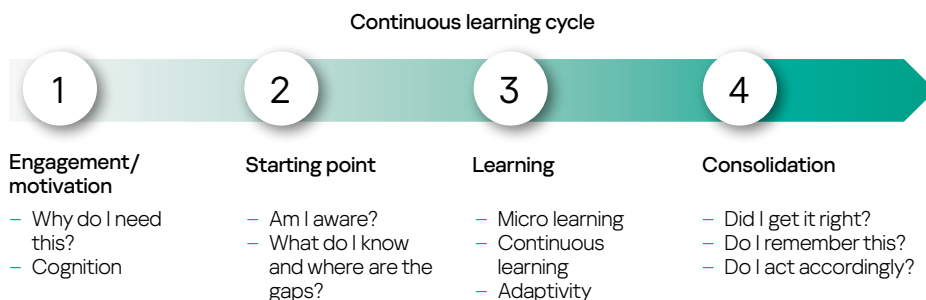 Continuous learning cycle
1
2
3
4
Engagement/
motivation
– Why do I need
this?
– Cognition
Starting point
– Am I aware?
– What do I know
and where are the
gaps?
Learning
– Micro learning
– Continuous
learning
– Adaptivity
Consolidation
– Did I get it right?
– Do I remember this?
– Do I act accordingly?